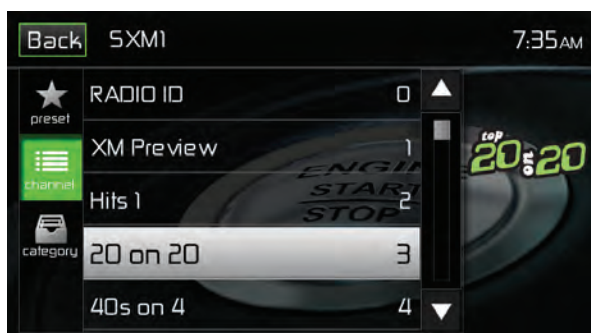 Back SXM1 7:35AM
preset
channel
category
RADIO ID 0
XM Preview 1
Hits 1 2
20 on 20 3
40s on 4 4
top
20 on 20
ENGINE
START
STOP